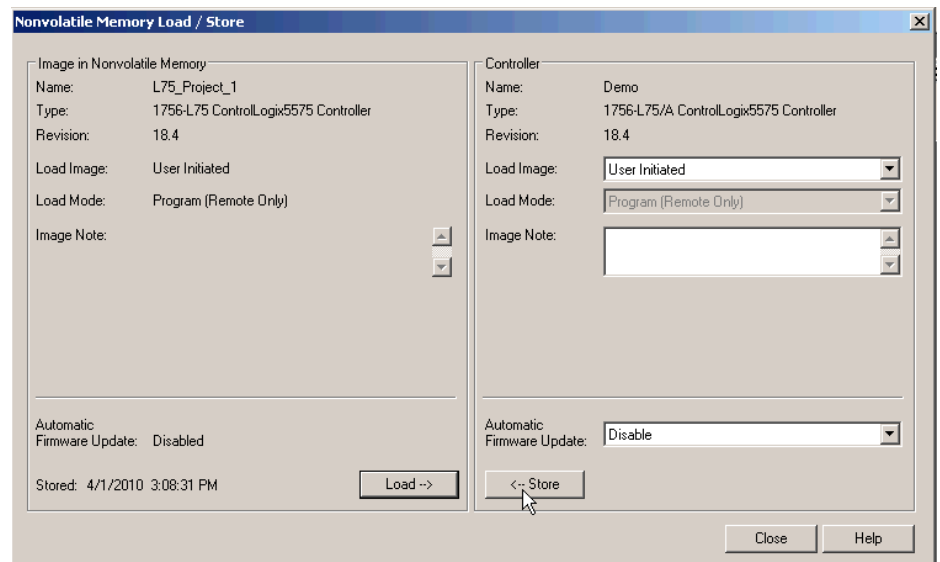 Nonvolatile Memory Load / Store
Image in Nonvolatile Memory
Name: L75_Project_1
Type: 1756-L75 ControlLogix5575 Controller
Revision: 18.4
Load Image: User Initiated
Load Mode: Program (Remote Only)
Image Note:
Automatic
Firmware Update: Disabled
Stored: 4/1/2010 3:08:31 PM
Load -->
Controller
Name: Demo
Type: 1756-L75/A ControlLogix5575 Controller
Revision: 18.4
Load Image: User Initiated
Load Mode: Program (Remote Only)
Image Note:
Automatic
Firmware Update: Disable
<-- Store
Close
Help